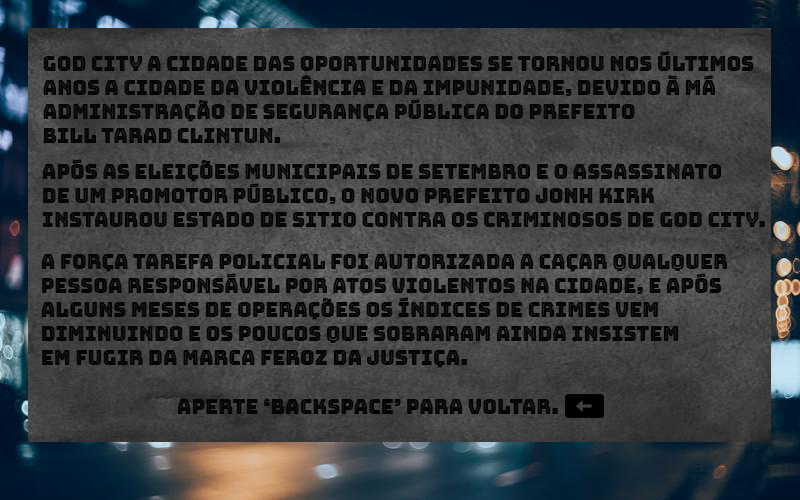 GOD CITY A CIDADE DAS OPORTUNIDADES SE TORNOU NOS ÚLTIMOS
ANOS A CIDADE DA VIOLÊNCIA E DA IMPUNIDADE, DEVIDO À MÁ
ADMINISTRAÇÃO DE SEGURANÇA PÚBLICA DO PREFEITO
BILL TARAD CLINTUN.
APÓS AS ELEIÇÕES MUNICIPAIS DE SETEMBRO E O ASSASSINATO
DE UM PROMOTOR PÚBLICO, O NOVO PREFEITO JONH KIRK
INSTAUROU ESTADO DE SITIO CONTRA OS CRIMINOSOS DE GOD CITY.
A FORÇA TAREFA POLICIAL FOI AUTORIZADA A CAÇAR QUALQUER
PESSOA RESPONSÁVEL POR ATOS VIOLENTOS NA CIDADE, E APÓS
ALGUNS MESES DE OPERAÇÕES OS ÍNDICES DE CRIMES VEM
DIMINUINDO E OS POUCOS QUE SOBRARAM AINDA INSISTEM
EM FUGIR DA MARCA FEROZ DA JUSTIÇA.
APERTE ‘BACKSPACE’ PARA VOLTAR. ←